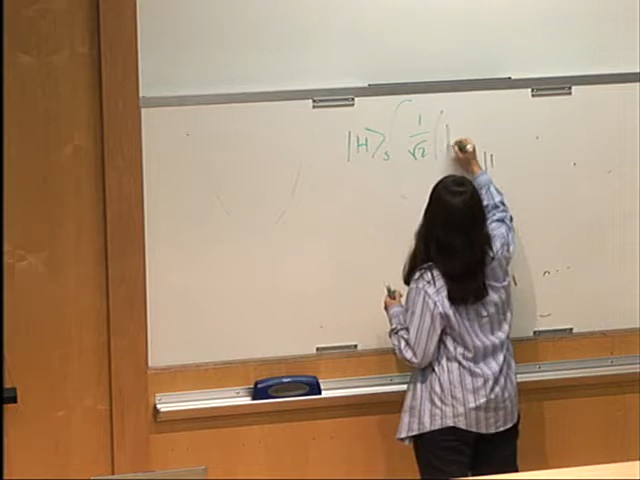 |H⟩_S ( 1/√2 ( |